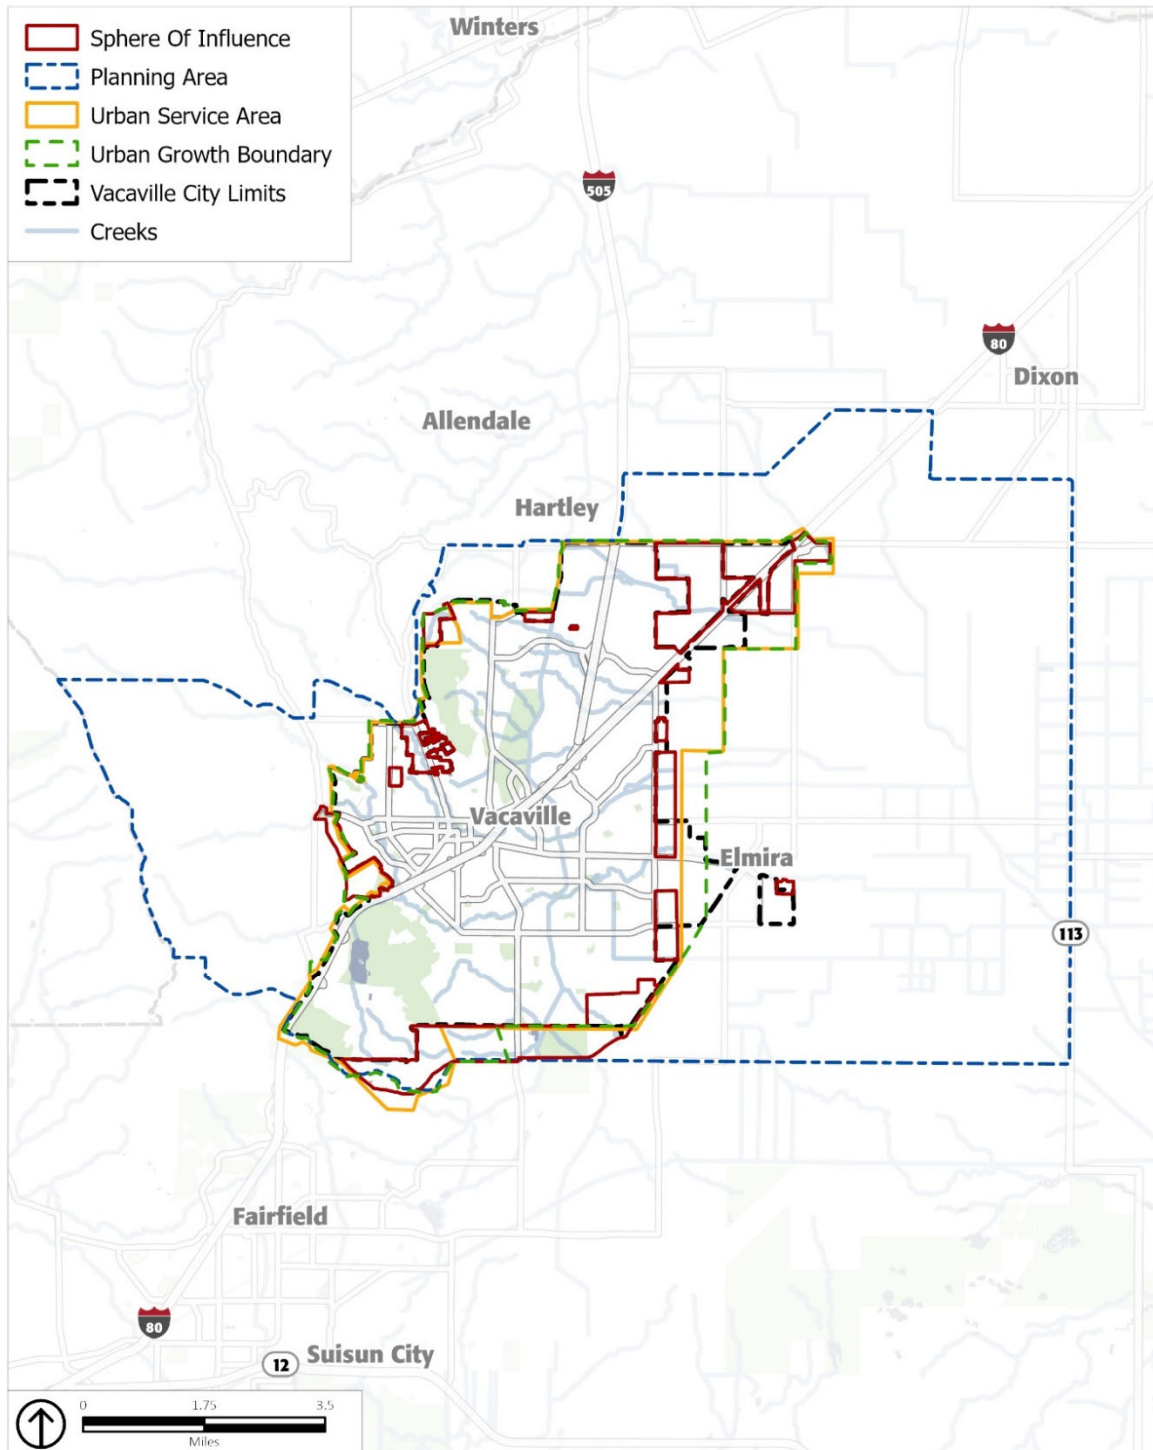 Winters
Sphere Of Influence
Planning Area
Urban Service Area
Urban Growth Boundary
Vacaville City Limits
Creeks
505
80
Dixon
Allendale
Hartley
Vacaville
Elmira
113
Fairfield
80
12
Suisun City
0 1.75 3.5
Miles